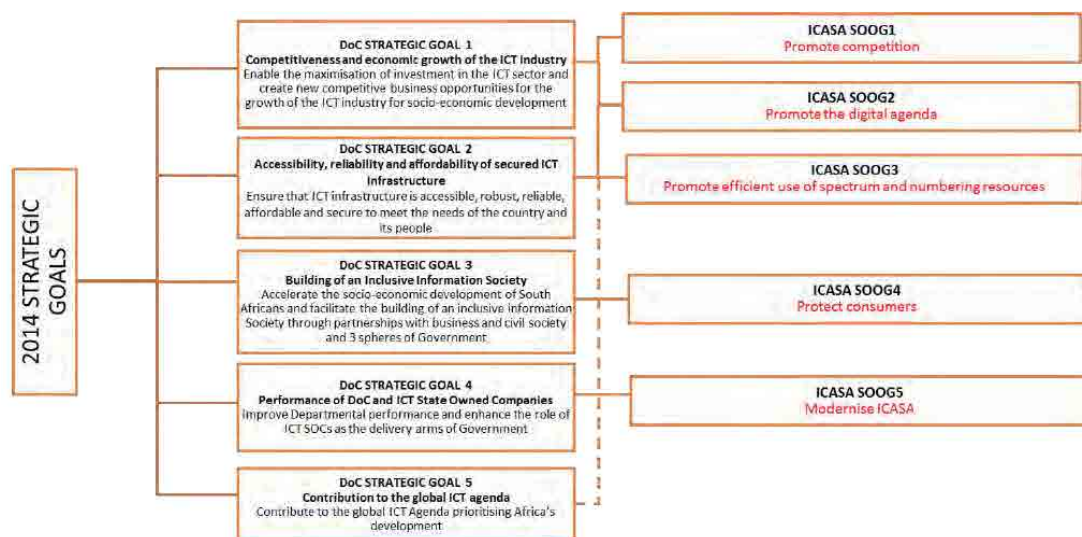 2014 STRATEGIC
GOALS
DoC STRATEGIC GOAL 1
Competitiveness and economic growth of the ICT Industry
Enable the maximisation of investment in the ICT sector and
create new competitive business opportunities for the
growth of the ICT industry for socio-economic development
DoC STRATEGIC GOAL 2
Accessibility, reliability and affordability of secured ICT
Infrastructure
Ensure that ICT infrastructure is accessible, robust, reliable,
affordable and secure to meet the needs of the country and
its people
DoC STRATEGIC GOAL 3
Building of an Inclusive Information Society
Accelerate the socio-economic development of South
Africans and facilitate the building of an inclusive Information
Society through partnerships with business and civil society
and 3 spheres of Government
DoC STRATEGIC GOAL 4
Performance of DoC and ICT State Owned Companies
Improve Departmental performance and enhance the role of
ICT SOCs as the delivery arms of Government
DoC STRATEGIC GOAL 5
Contribution to the global ICT agenda
Contribute to the global ICT Agenda prioritising Africa's
development
ICASA SOOG1
Promote competition
ICASA SOOG2
Promote the digital agenda
ICASA SOOG3
Promote efficient use of spectrum and numbering resources
ICASA SOOG4
Protect consumers
ICASA SOOG5
Modernise ICASA